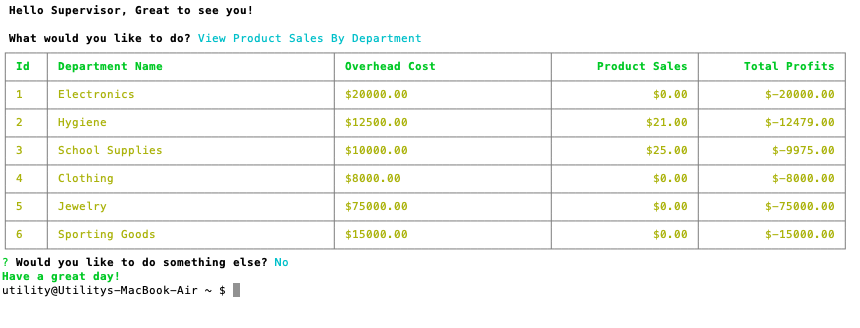 Hello Supervisor, Great to see you!
What would you like to do? View Product Sales By Department
Id Department Name Overhead Cost Product Sales Total Profits
1 Electronics $20000.00 $0.00 $-20000.00
2 Hygiene $12500.00 $21.00 $-12479.00
3 School Supplies $10000.00 $25.00 $-9975.00
4 Clothing $8000.00 $0.00 $-8000.00
5 Jewelry $75000.00 $0.00 $-75000.00
6 Sporting Goods $15000.00 $0.00 $-15000.00
? Would you like to do something else? No
Have a great day!
utility@Utilitys-MacBook-Air ~ $